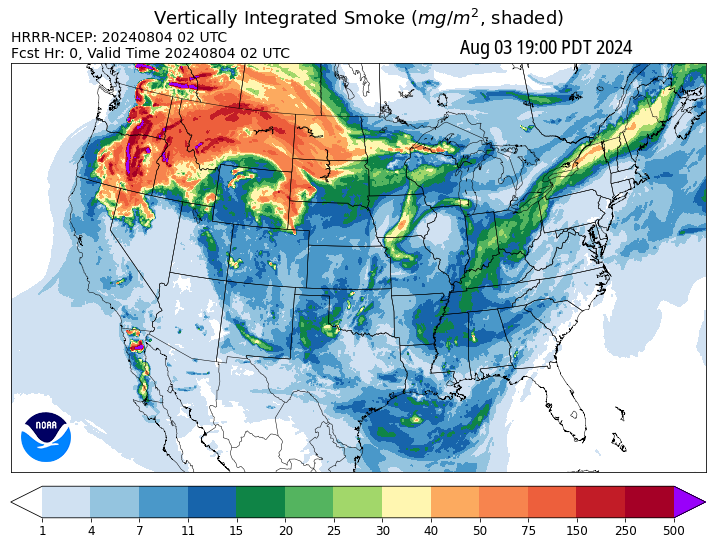 Vertically Integrated Smoke (mg/m², shaded)
HRRR-NCEP: 20240804 02 UTC
Fcst Hr: 0, Valid Time 20240804 02 UTC
Aug 03 19:00 PDT 2024
NOAA
1 4 7 11 15 20 25 30 40 50 75 150 250 500